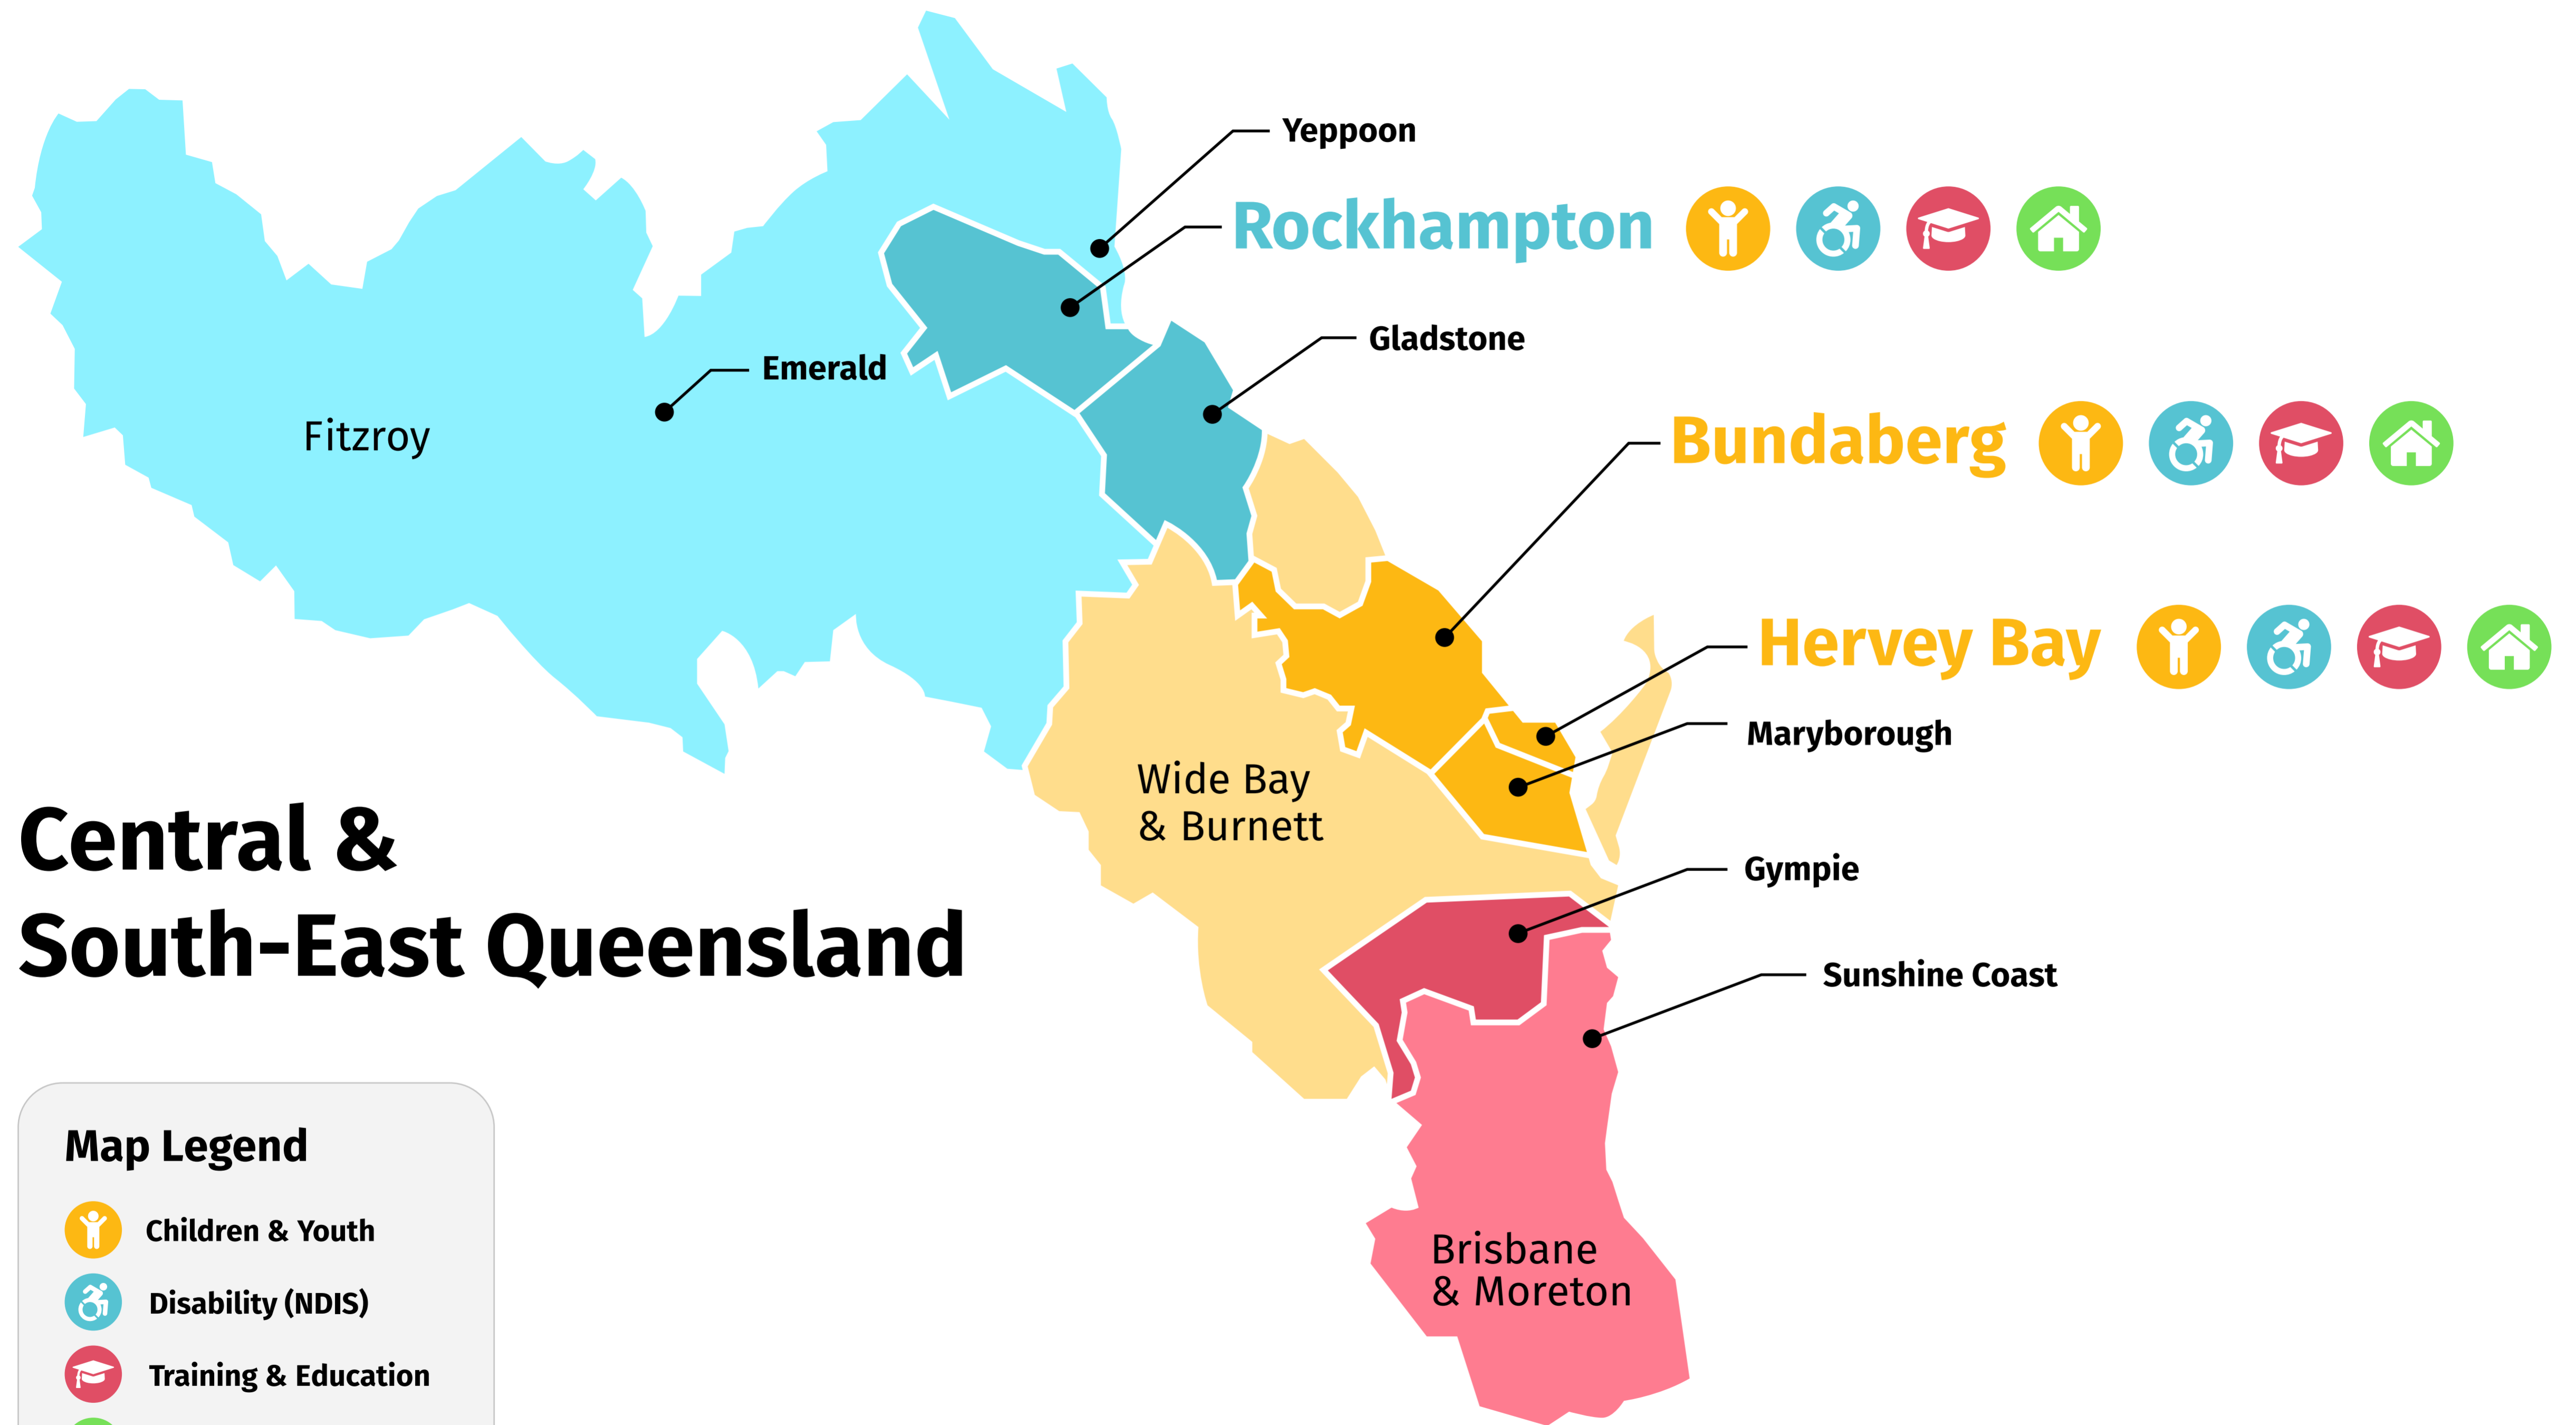 Yeppoon
Rockhampton
Gladstone
Emerald
Fitzroy
Bundaberg
Hervey Bay
Maryborough
Wide Bay
& Burnett
Central &
South-East Queensland
Gympie
Sunshine Coast
Map Legend
Children & Youth
Disability (NDIS)
Training & Education
Brisbane
& Moreton